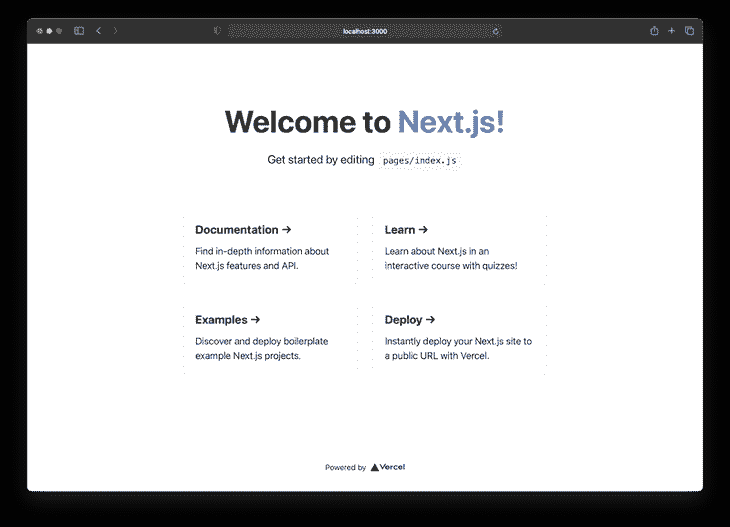 localhost:3000
Welcome to Next.js!
Get started by editing pages/index.js
Documentation →
Find in-depth information about
Next.js features and API.
Learn →
Learn about Next.js in an
interactive course with quizzes!
Examples →
Discover and deploy boilerplate
example Next.js projects.
Deploy →
Instantly deploy your Next.js site to
a public URL with Vercel.
Powered by Vercel